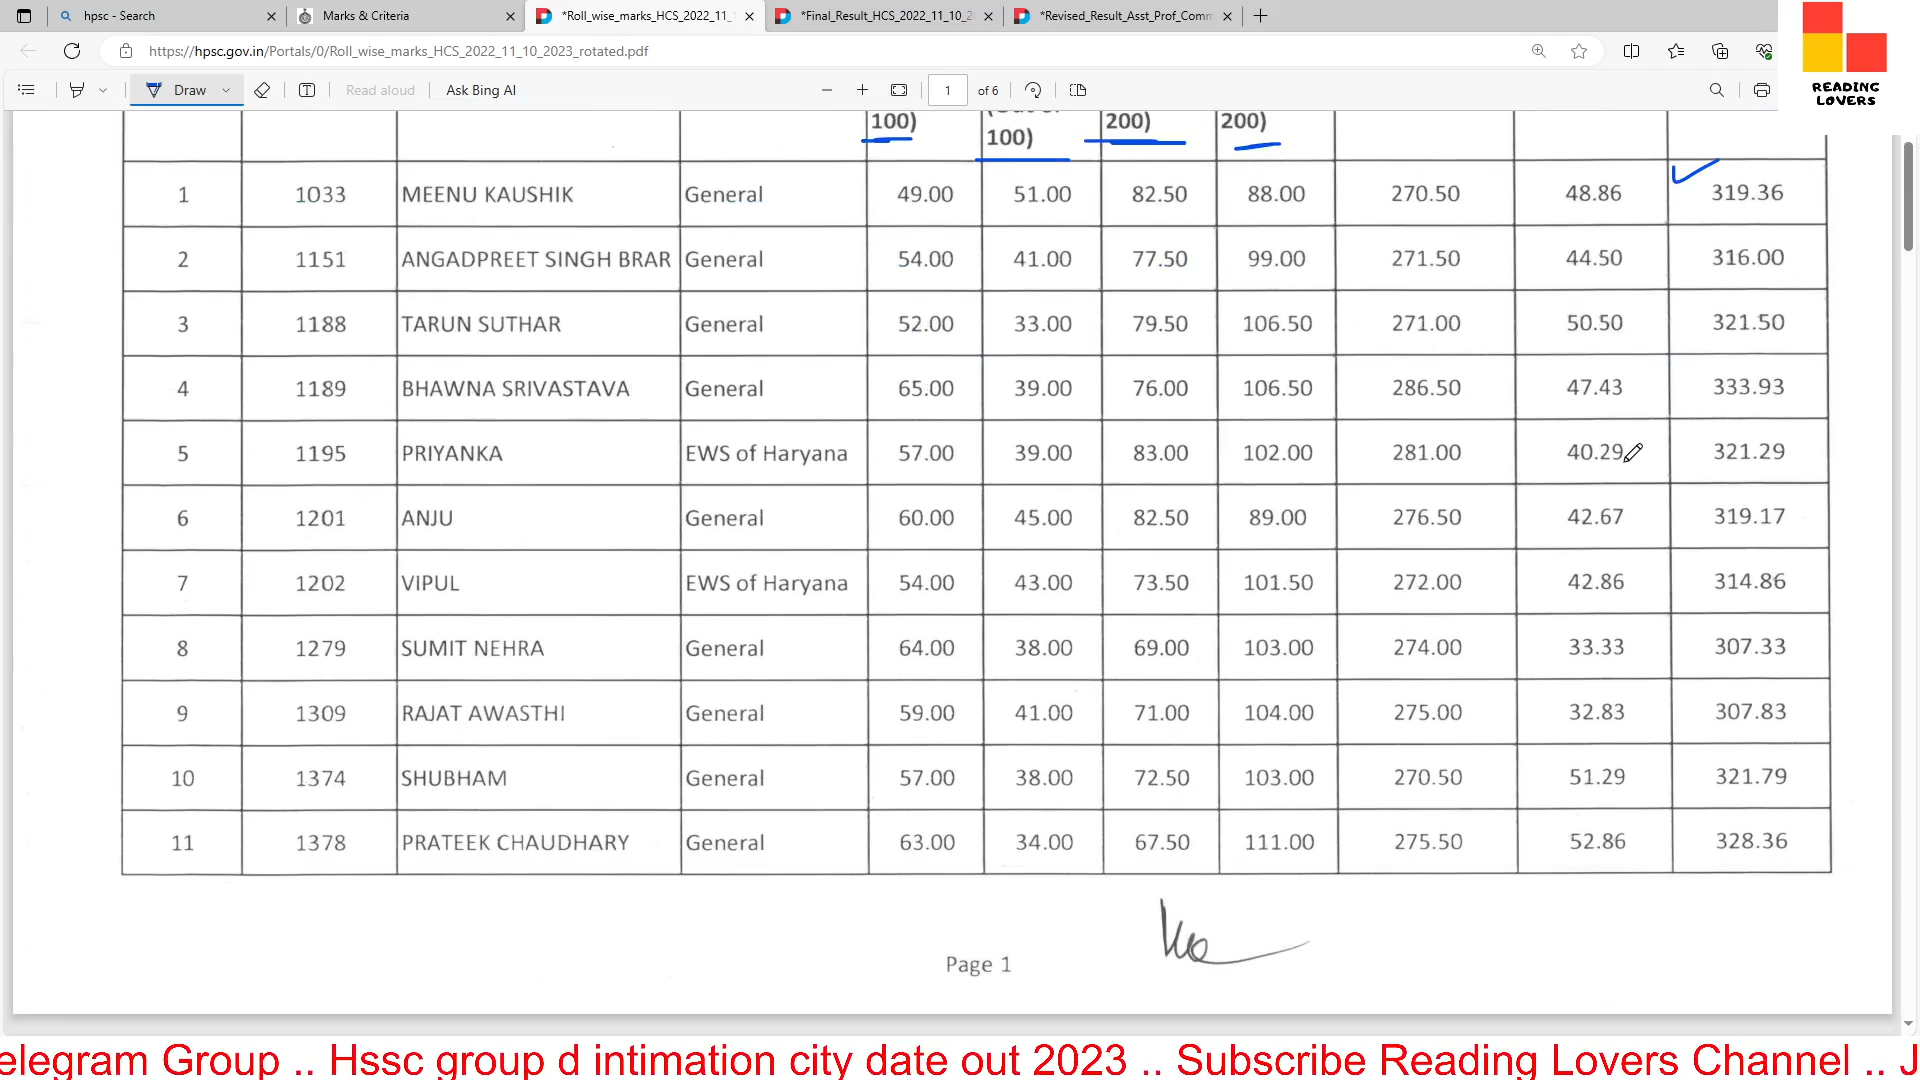 hpsc - Search
Marks & Criteria
*Roll_wise_marks_HCS_2022_11_1
*Final_Result_HCS_2022_11_10_2
*Revised_Result_Asst_Prof_Comm
https://hpsc.gov.in/Portals/0/Roll_wise_marks_HCS_2022_11_10_2023_rotated.pdf
READING
LOVERS
Draw
Read aloud
Ask Bing AI
1 of 6
100) 100) 200) 200)
1 1033 MEENU KAUSHIK General 49.00 51.00 82.50 88.00 270.50 48.86 319.36
2 1151 ANGADPREET SINGH BRAR General 54.00 41.00 77.50 99.00 271.50 44.50 316.00
3 1188 TARUN SUTHAR General 52.00 33.00 79.50 106.50 271.00 50.50 321.50
4 1189 BHAWNA SRIVASTAVA General 65.00 39.00 76.00 106.50 286.50 47.43 333.93
5 1195 PRIYANKA EWS of Haryana 57.00 39.00 83.00 102.00 281.00 40.29 321.29
6 1201 ANJU General 60.00 45.00 82.50 89.00 276.50 42.67 319.17
7 1202 VIPUL EWS of Haryana 54.00 43.00 73.50 101.50 272.00 42.86 314.86
8 1279 SUMIT NEHRA General 64.00 38.00 69.00 103.00 274.00 33.33 307.33
9 1309 RAJAT AWASTHI General 59.00 41.00 71.00 104.00 275.00 32.83 307.83
10 1374 SHUBHAM General 57.00 38.00 72.50 103.00 270.50 51.29 321.79
11 1378 PRATEEK CHAUDHARY General 63.00 34.00 67.50 111.00 275.50 52.86 328.36
Page 1
elegram Group .. Hssc group d intimation city date out 2023 .. Subscribe Reading Lovers Channel .. J